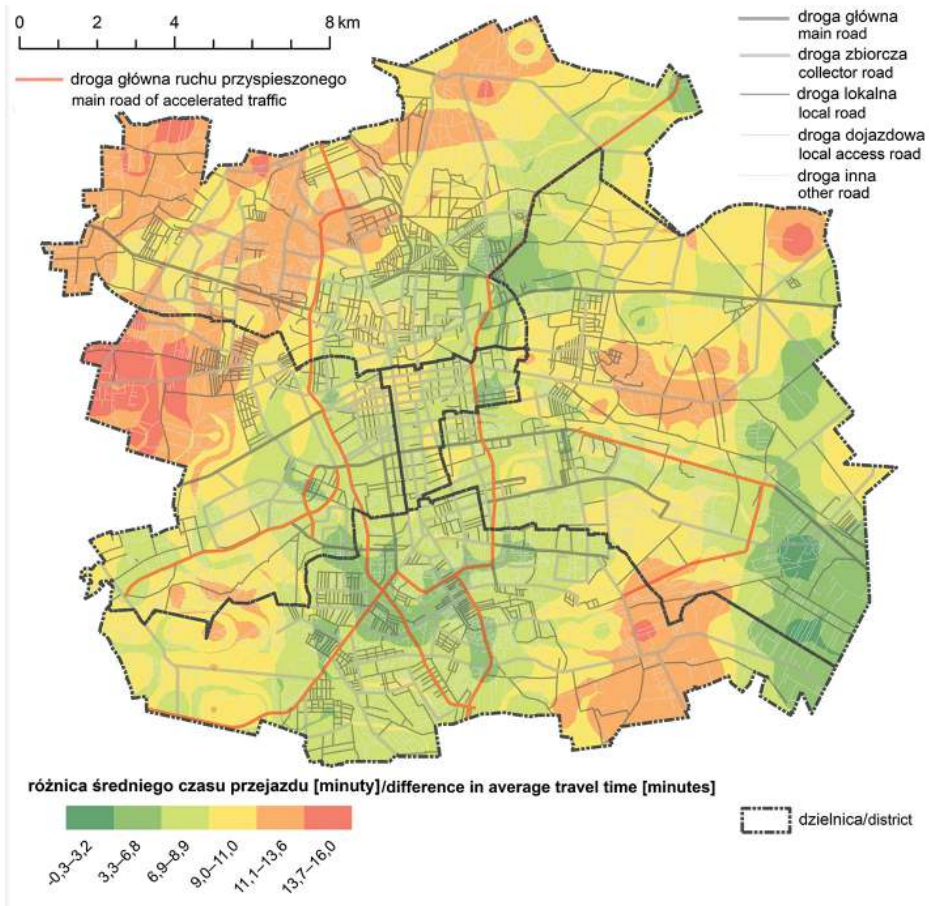 0 2 4 8 km
droga główna ruchu przyspieszonego
main road of accelerated traffic
droga główna
main road
droga zbiorcza
collector road
droga lokalna
local road
droga dojazdowa
local access road
droga inna
other road
różnica średniego czasu przejazdu [minuty]/difference in average travel time [minutes]
-0,3–3,2
3,3–6,8
6,9–8,9
9,0–11,0
11,1–13,6
13,7–16,0
dzielnica/district